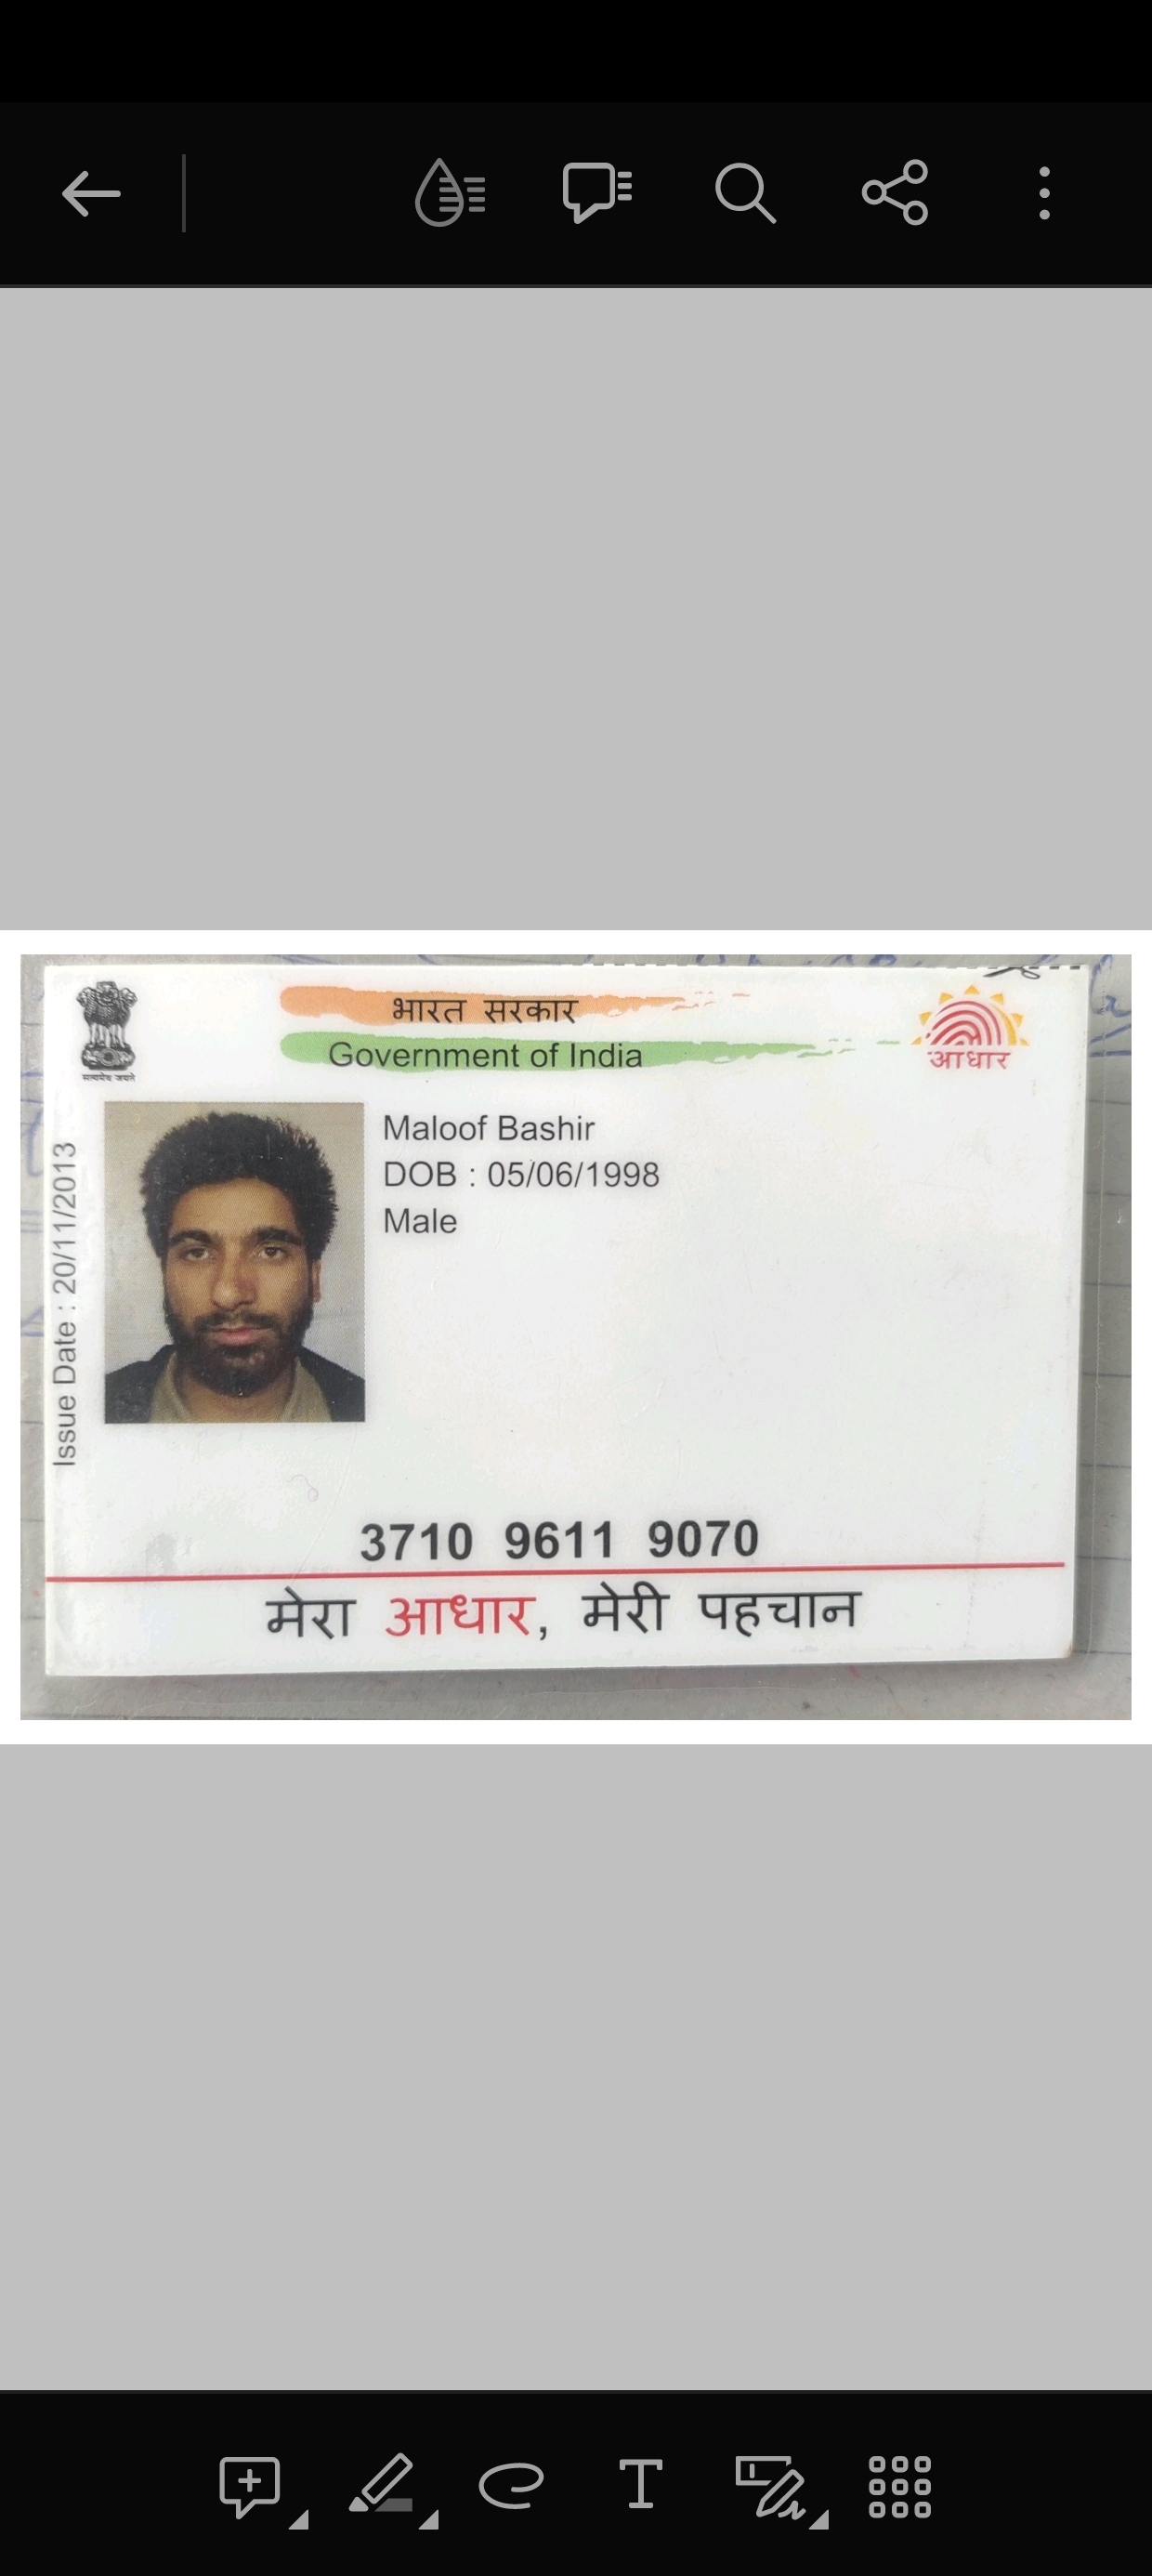 भारत सरकार
Government of India
सत्यमेव जयते
आधार
Issue Date : 20/11/2013
Maloof Bashir
DOB : 05/06/1998
Male
3710 9611 9070
मेरा आधार, मेरी पहचान
T